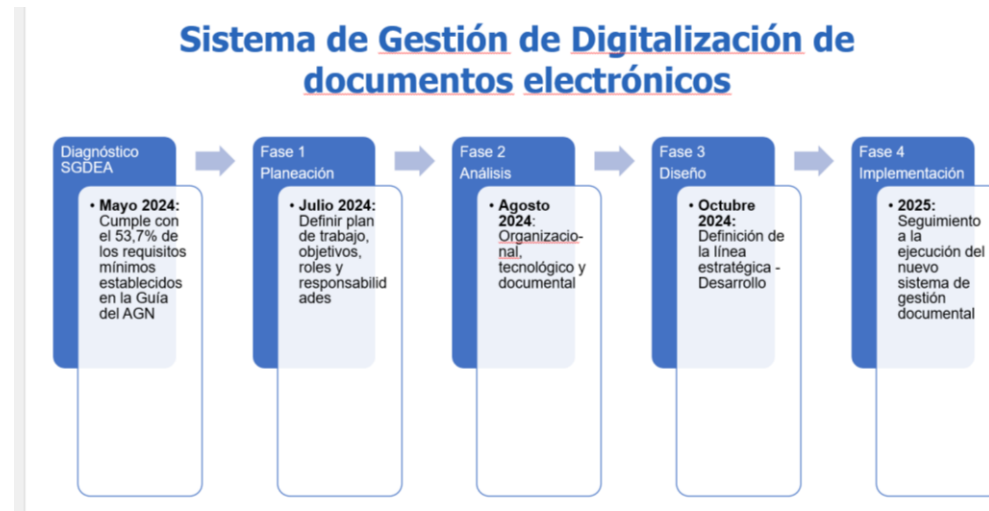 Sistema de Gestión de Digitalización de
documentos electrónicos
Diagnóstico
SGDEA
• Mayo 2024:
Cumple con
el 53,7% de
los requisitos
mínimos
establecidos
en la Guía
del AGN
Fase 1
Planeación
• Julio 2024:
Definir plan
de trabajo,
objetivos,
roles y
responsabilid
ades
Fase 2
Análisis
• Agosto
2024:
Organizacio-
nal,
tecnológico y
documental
Fase 3
Diseño
• Octubre
2024:
Definición de
la línea
estratégica -
Desarrollo
Fase 4
Implementación
• 2025:
Seguimiento
a la
ejecución del
nuevo
sistema de
gestión
documental